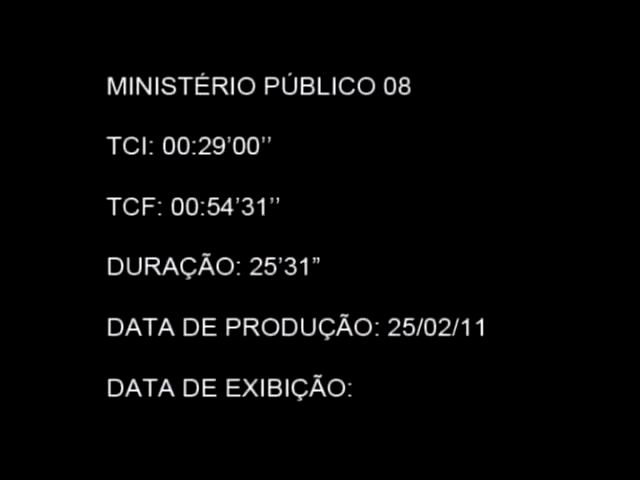 MINISTÉRIO PÚBLICO 08
TCI: 00:29’00’’
TCF: 00:54’31’’
DURAÇÃO: 25’31”
DATA DE PRODUÇÃO: 25/02/11
DATA DE EXIBIÇÃO: